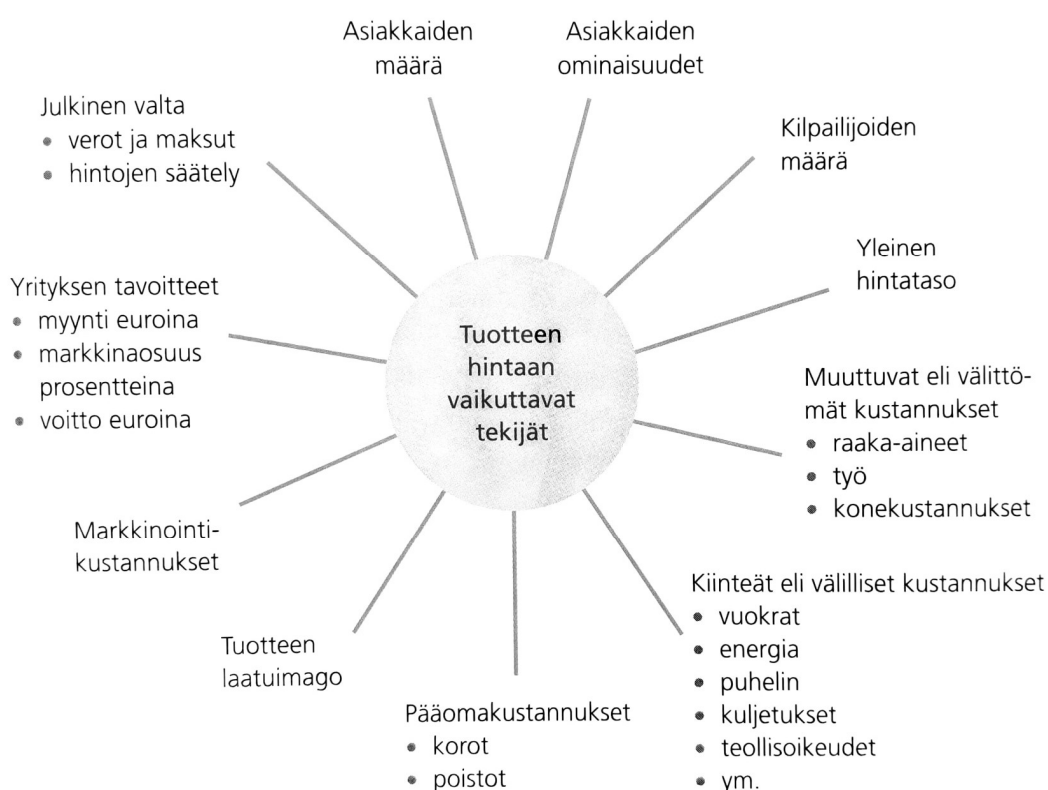 Asiakkaiden
määrä
Asiakkaiden
ominaisuudet
Kilpailijoiden
määrä
Yleinen
hintataso
Muuttuvat eli välittö-
mät kustannukset
• raaka-aineet
• työ
• konekustannukset
Kiinteät eli välilliset kustannukset
• vuokrat
• energia
• puhelin
• kuljetukset
• teollisoikeudet
• ym.
Pääomakustannukset
• korot
• poistot
Tuotteen
laatuimago
Markkinointi-
kustannukset
Yrityksen tavoitteet
• myynti euroina
• markkinaosuus
prosentteina
• voitto euroina
Julkinen valta
• verot ja maksut
• hintojen säätely
Tuotteen
hintaan
vaikuttavat
tekijät